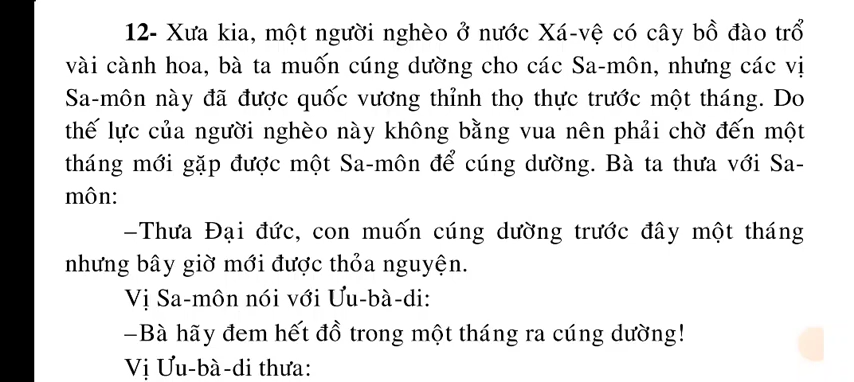 12- Xưa kia, một người nghèo ở nước Xá-vệ có cây bồ đào trổ
vài cành hoa, bà ta muốn cúng dường cho các Sa-môn, nhưng các vị
Sa-môn này đã được quốc vương thỉnh thọ thực trước một tháng. Do
thế lực của người nghèo này không bằng vua nên phải chờ đến một
tháng mới gặp được một Sa-môn để cúng dường. Bà ta thưa với Sa-
môn:
–Thưa Đại đức, con muốn cúng dường trước đây một tháng
nhưng bây giờ mới được thỏa nguyện.
Vị Sa-môn nói với Ưu-bà-di:
–Bà hãy đem hết đồ trong một tháng ra cúng dường!
Vị Ưu-bà-di thưa: